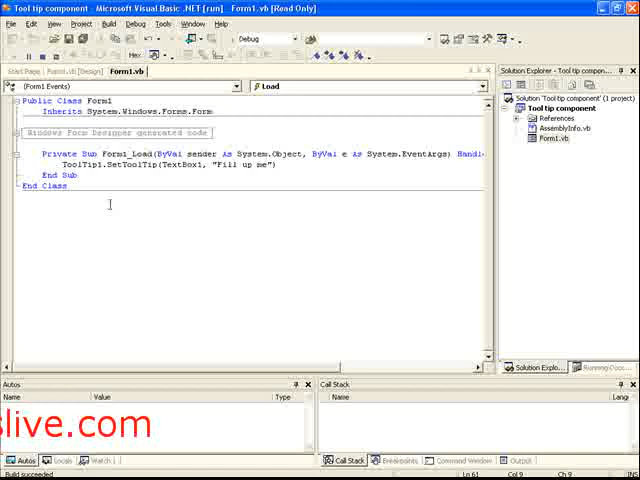 Tool tip component - Microsoft Visual Basic .NET [run] - Form1.vb [Read Only]
File Edit View Project Build Debug Tools Window Help
Debug
Hex
Start Page Form1.vb [Design] Form1.vb
(Form1 Events) Load
Public Class Form1
Inherits System.Windows.Forms.Form
Windows Form Designer generated code
Private Sub Form1_Load(ByVal sender As System.Object, ByVal e As System.EventArgs) Handle
ToolTip1.SetToolTip(TextBox1, "Fill up me")
End Sub
End Class
Solution Explorer - Tool tip compon...
Solution 'Tool tip component' (1 project)
Tool tip component
References
AssemblyInfo.vb
Form1.vb
Solution Explo... Running Docu...
Autos
Name Value Type
slive.com
Autos Locals Watch 1
Call Stack
Name Langu
Call Stack Breakpoints Command Window Output
Build succeeded Ln 61 Col 9 Ch 9 INS